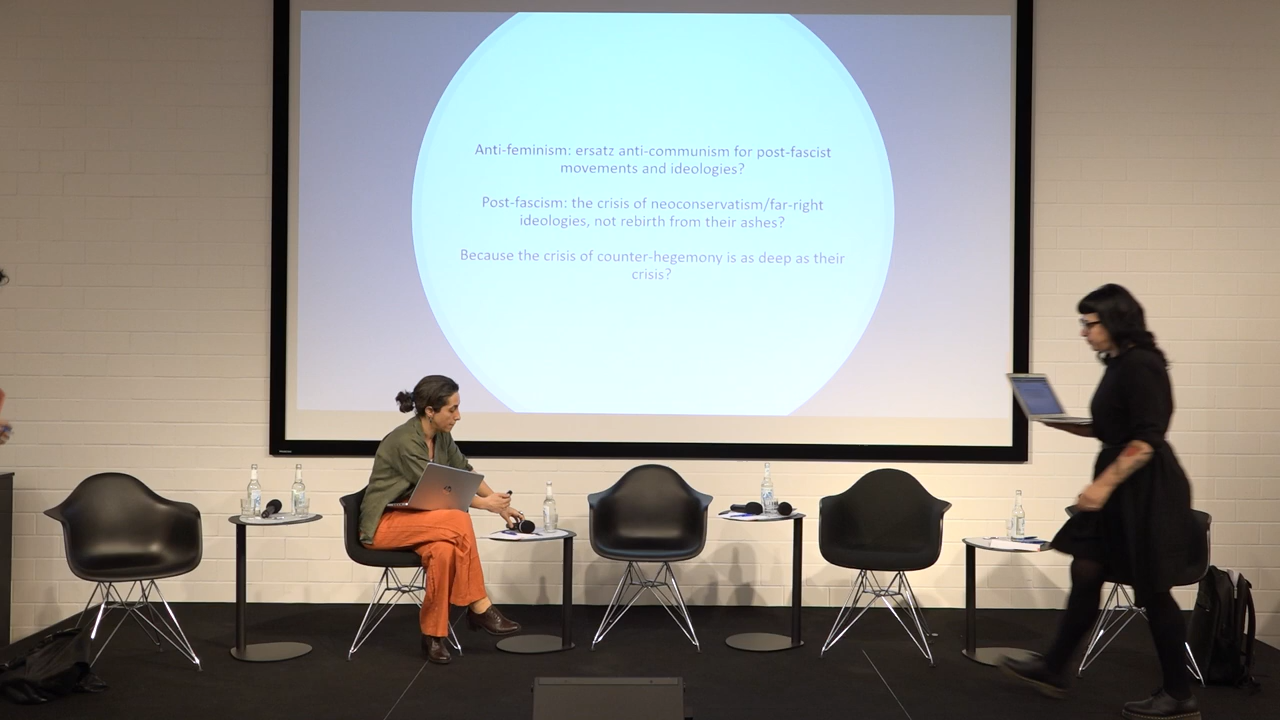 Anti-feminism: ersatz anti-communism for post-fascist
movements and ideologies?
Post-fascism: the crisis of neoconservatism/far-right
ideologies, not rebirth from their ashes?
Because the crisis of counter-hegemony is as deep as their
crisis?